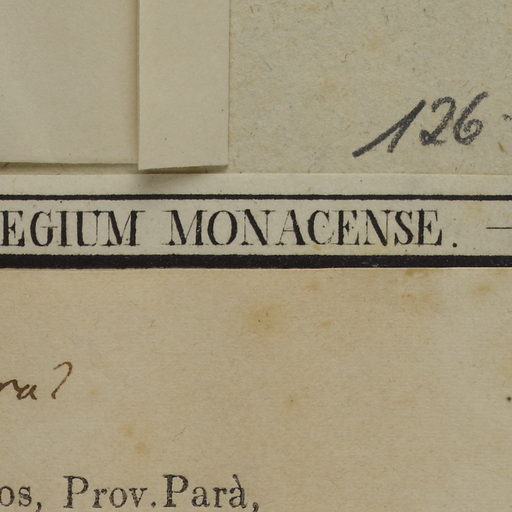 126
EGIUM MONACENSE. —
ra?
os, Prov. Parà,